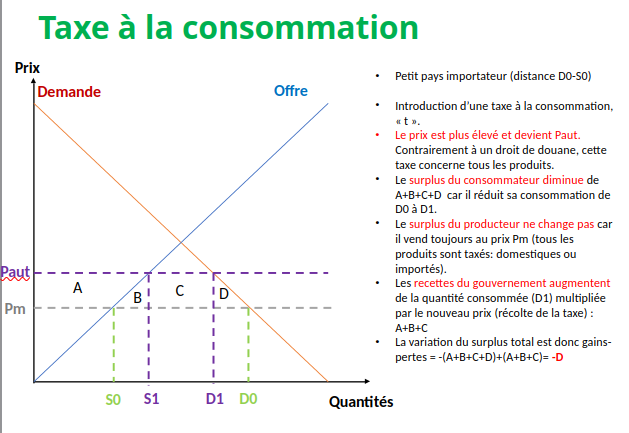 Taxe à la consommation
Prix
Demande
Offre
Paut
Pm
A
B
C
D
S0
S1
D1
D0
Quantités
• Petit pays importateur (distance D0-S0)
• Introduction d’une taxe à la consommation,
« t ».
• Le prix est plus élevé et devient Paut.
Contrairement à un droit de douane, cette
taxe concerne tous les produits.
• Le surplus du consommateur diminue de
A+B+C+D car il réduit sa consommation de
D0 à D1.
• Le surplus du producteur ne change pas car
il vend toujours au prix Pm (tous les
produits sont taxés: domestiques ou
importés).
• Les recettes du gouvernement augmentent
de la quantité consommée (D1) multipliée
par le nouveau prix (récolte de la taxe) :
A+B+C
• La variation du surplus total est donc gains-
pertes = -(A+B+C+D)+(A+B+C)= -D